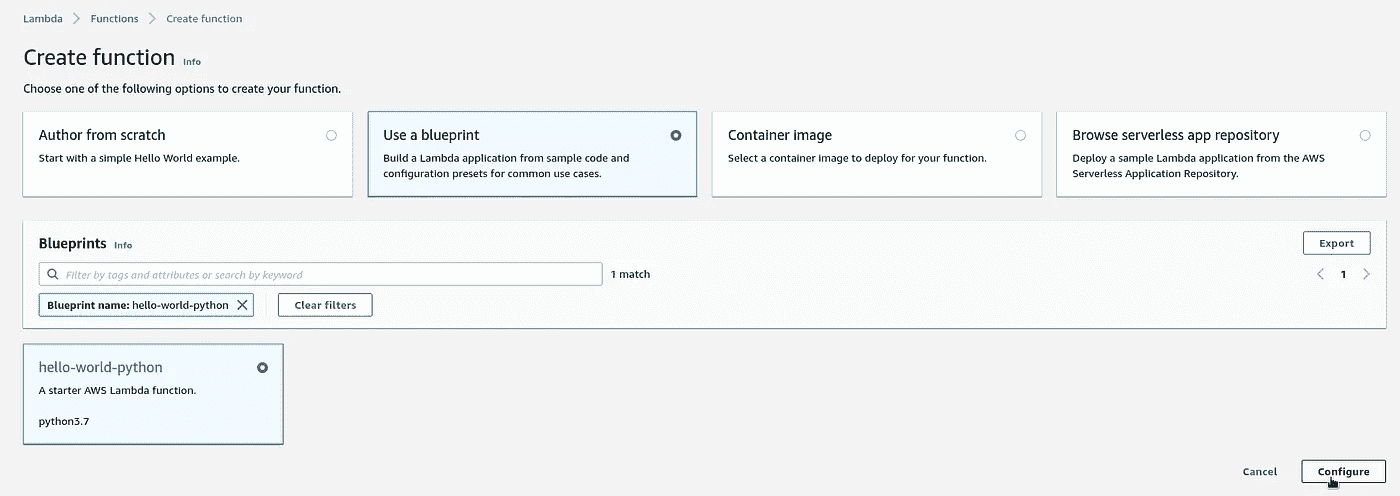 Lambda > Functions > Create function
Create function Info
Choose one of the following options to create your function.
Author from scratch
Start with a simple Hello World example.
Use a blueprint
Build a Lambda application from sample code and
configuration presets for common use cases.
Container image
Select a container image to deploy for your function.
Browse serverless app repository
Deploy a sample Lambda application from the AWS
Serverless Application Repository.
Blueprints Info
Export
Filter by tags and attributes or search by keyword
1 match
1
Blueprint name: hello-world-python
Clear filters
hello-world-python
A starter AWS Lambda function.
python3.7
Cancel
Configure